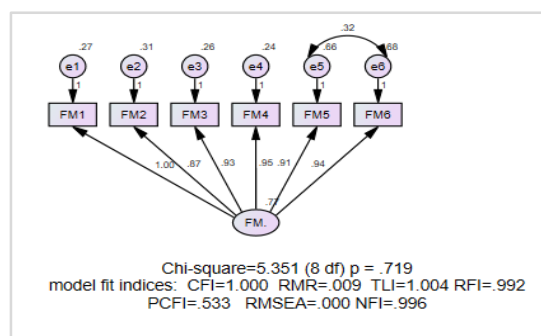 .32
.27 .31 .26 .24 .66 .68
e1 e2 e3 e4 e5 e6
1 1 1 1 1 1
FM1 FM2 FM3 FM4 FM5 FM6
1.00 .87 .93 .95 .91 .94
.77
FM.
Chi-square=5.351 (8 df) p = .719
model fit indices: CFI=1.000 RMR=.009 TLI=1.004 RFI=.992
PCFI=.533 RMSEA=.000 NFI=.996